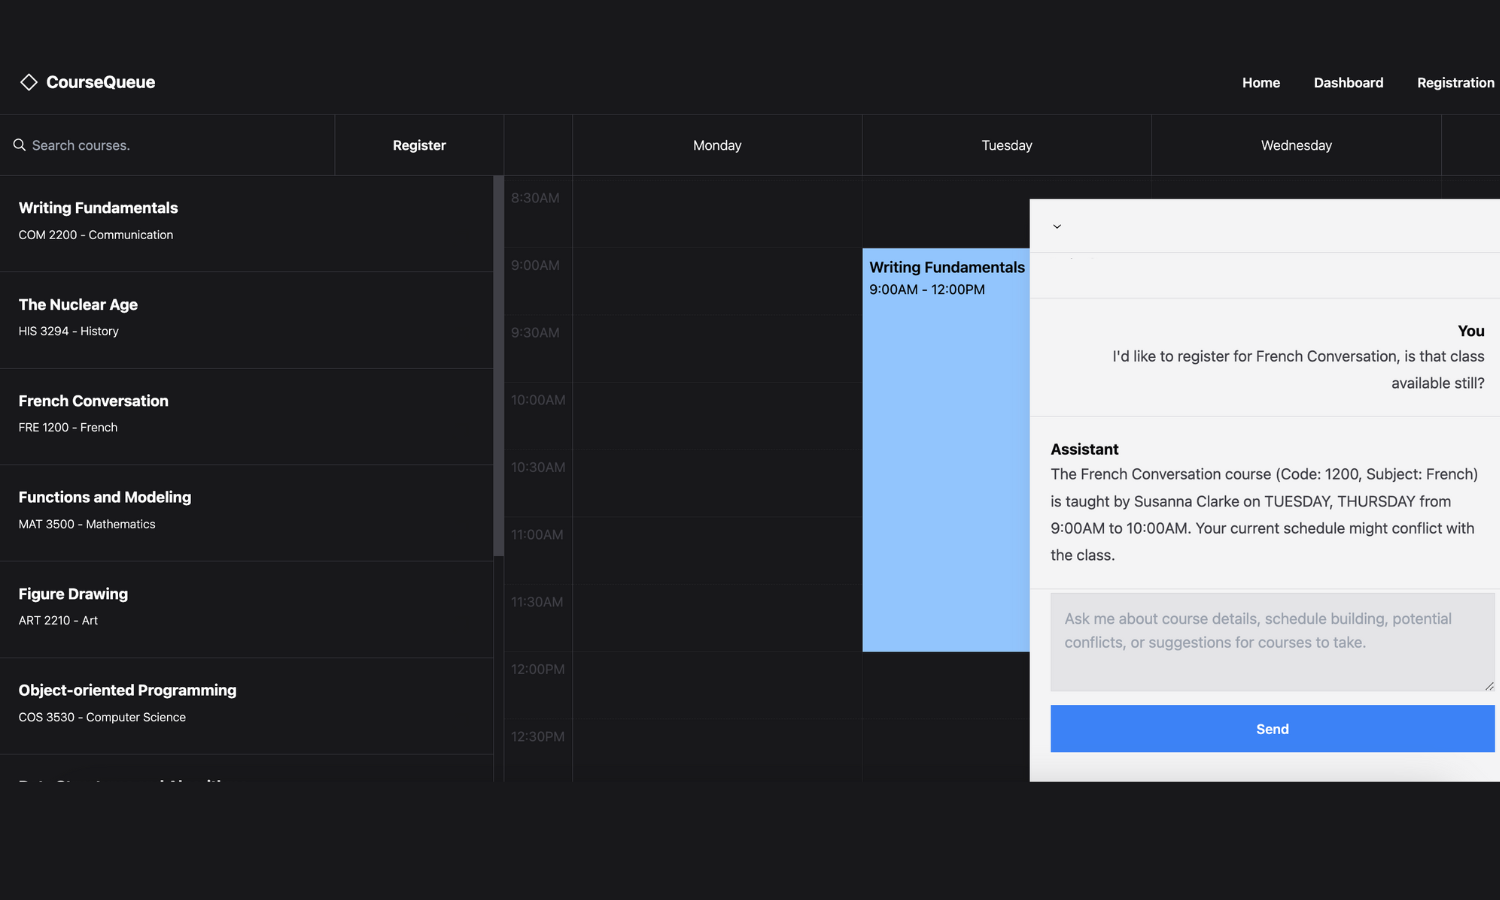 CourseQueue
Home
Dashboard
Registration
Search courses.
Register
Monday
Tuesday
Wednesday
Writing Fundamentals
COM 2200 - Communication
The Nuclear Age
HIS 3294 - History
French Conversation
FRE 1200 - French
Functions and Modeling
MAT 3500 - Mathematics
Figure Drawing
ART 2210 - Art
Object-oriented Programming
COS 3530 - Computer Science
8:30AM
9:00AM
9:30AM
10:00AM
10:30AM
11:00AM
11:30AM
12:00PM
12:30PM
Writing Fundamentals
9:00AM - 12:00PM
You
I'd like to register for French Conversation, is that class
available still?
Assistant
The French Conversation course (Code: 1200, Subject: French)
is taught by Susanna Clarke on TUESDAY, THURSDAY from
9:00AM to 10:00AM. Your current schedule might conflict with
the class.
Ask me about course details, schedule building, potential
conflicts, or suggestions for courses to take.
Send